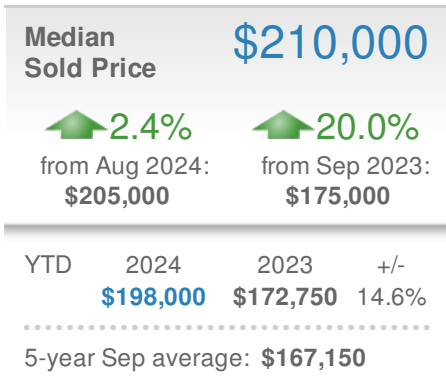 Median
Sold Price
$210,000
2.4%
20.0%
from Aug 2024:
from Sep 2023:
$205,000
$175,000
YTD 2024 2023 +/-
$198,000 $172,750 14.6%
5-year Sep average: $167,150